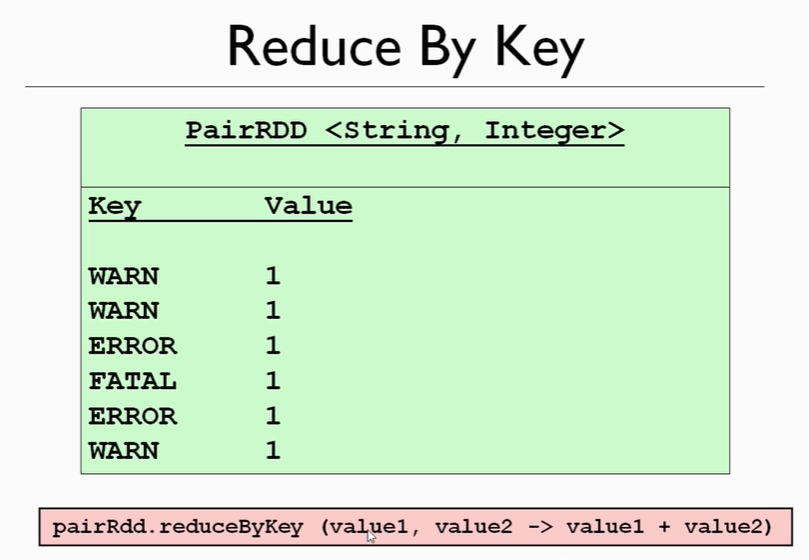 Reduce By Key
PairRDD <String, Integer>
Key Value
WARN 1
WARN 1
ERROR 1
FATAL 1
ERROR 1
WARN 1
pairRdd.reduceByKey (value1, value2 -> value1 + value2)